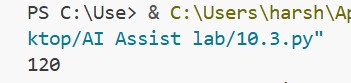 PS C:\Use> & C:\Users\harsh\Ap
ktop/AI Assist lab/10.3.py"
120